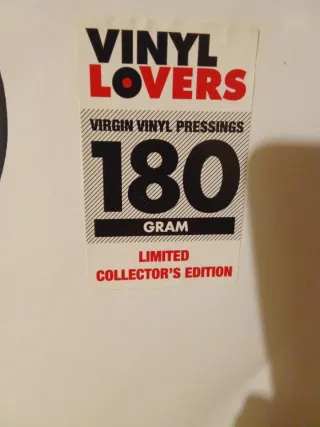 VINYL
LOVERS
VIRGIN VINYL PRESSINGS
180
GRAM
LIMITED
COLLECTOR'S EDITION